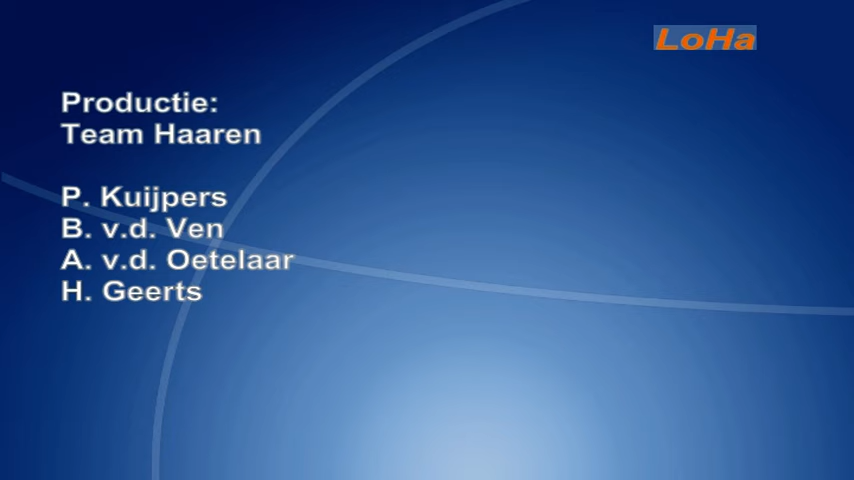 LoHa
Productie:
Team Haaren
P. Kuijpers
B. v.d. Ven
A. v.d. Oetelaar
H. Geerts